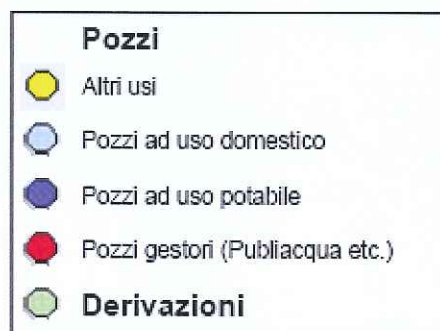 Pozzi
Altri usi
Pozzi ad uso domestico
Pozzi ad uso potabile
Pozzi gestori (Publiacqua etc.)
Derivazioni